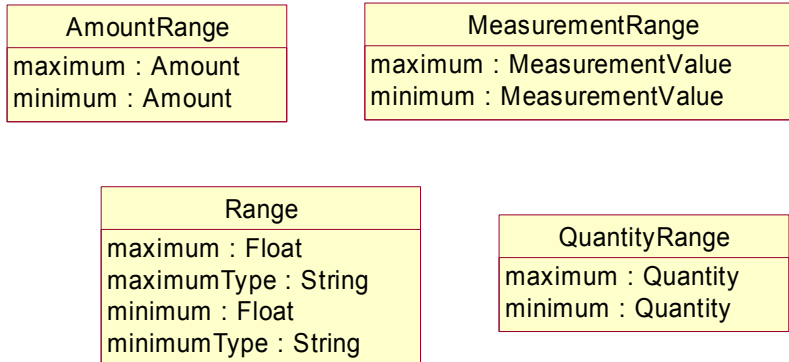 AmountRange
maximum : Amount
minimum : Amount
MeasurementRange
maximum : MeasurementValue
minimum : MeasurementValue
Range
maximum : Float
maximumType : String
minimum : Float
minimumType : String
QuantityRange
maximum : Quantity
minimum : Quantity